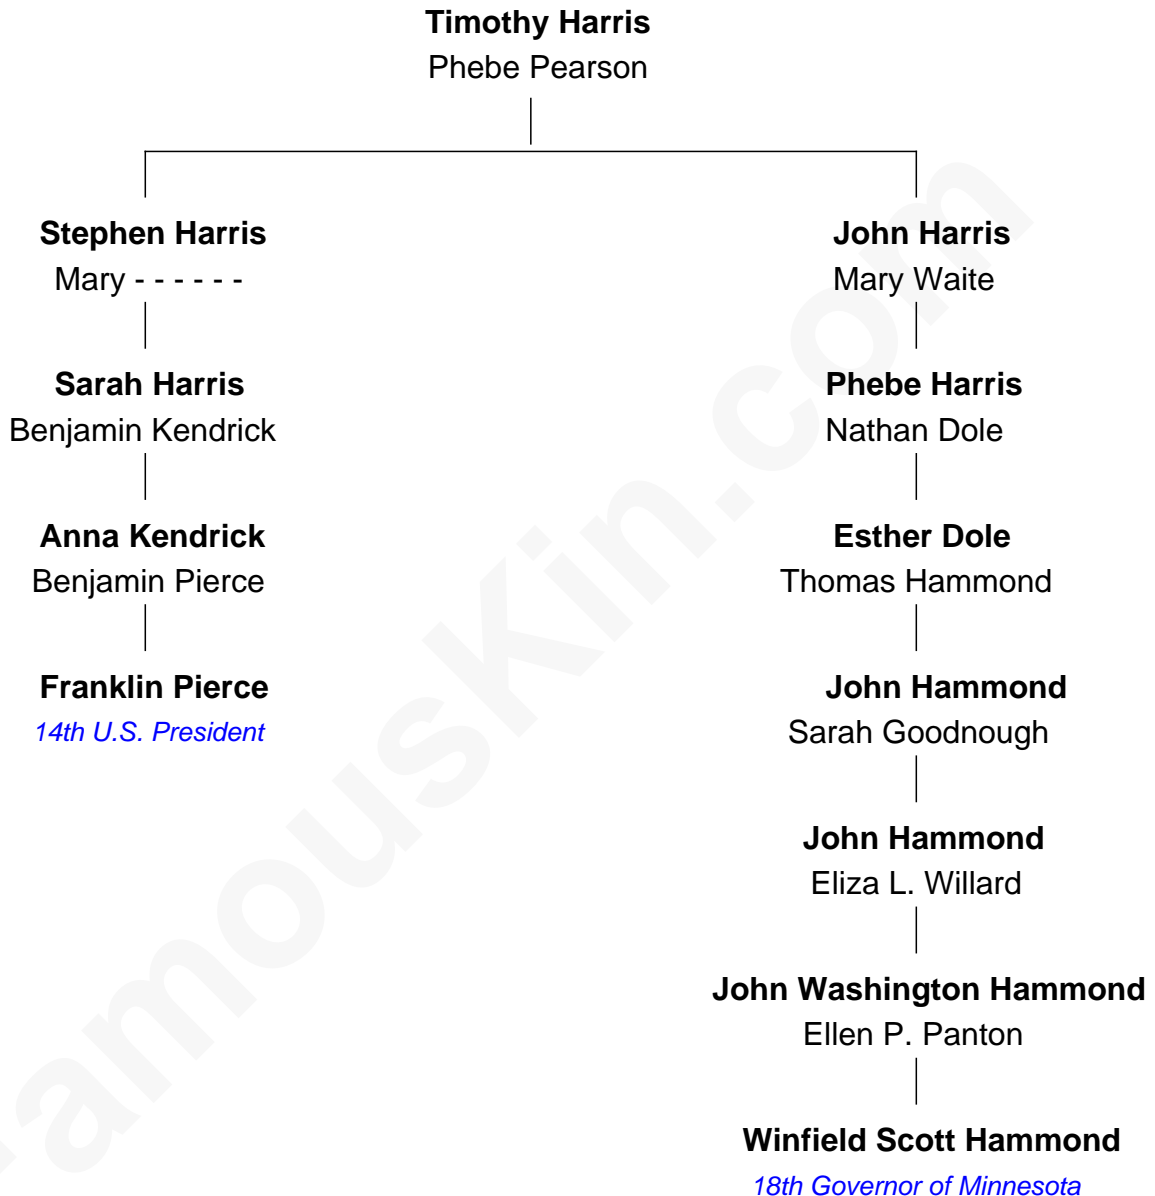 Timothy Harris
Phebe Pearson
Stephen Harris
Mary - - - - - -
Sarah Harris
Benjamin Kendrick
Anna Kendrick
Benjamin Pierce
Franklin Pierce
14th U.S. President
John Harris
Mary Waite
Phebe Harris
Nathan Dole
Esther Dole
Thomas Hammond
John Hammond
Sarah Goodnough
John Hammond
Eliza L. Willard
John Washington Hammond
Ellen P. Panton
Winfield Scott Hammond
18th Governor of Minnesota
FamousKin.com